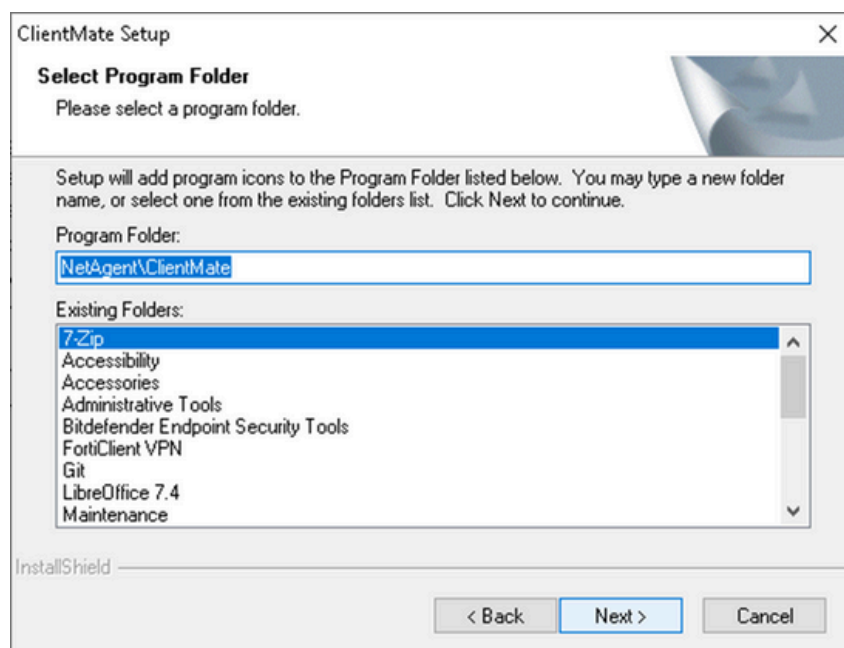 ClientMate Setup
Select Program Folder
Please select a program folder.
Setup will add program icons to the Program Folder listed below. You may type a new folder
name, or select one from the existing folders list. Click Next to continue.
Program Folder:
NetAgent\ClientMate
Existing Folders:
7-Zip
Accessibility
Accessories
Administrative Tools
Bitdefender Endpoint Security Tools
FortiClient VPN
Git
LibreOffice 7.4
Maintenance
InstallShield
< Back
Next >
Cancel